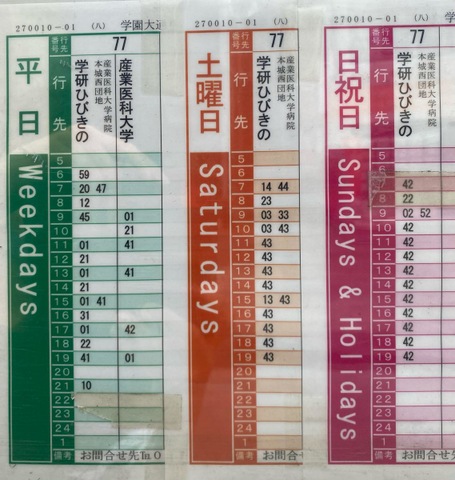 270010-01 (八) 学園大通
番号 行先 77
平日 Weekdays
行先 学研ひびきの 本城西団地 産業医科大学病院 産業医科大学
5
6 59
7 20 47
8 12
9 45 01
10 21
11 01 41
12 21
13 01 41
14 21
15 01 41
16 31
17 01 42
18 22
19 41 01
20
21 10
22
23
24
1
備考 お問合せ先
270010-01 (八)
番号 行先 77
土曜日 Saturdays
行先 学研ひびきの 本城西団地 産業医科大学病院
5
6
7 14 44
8 23
9 03 33
10 03 43
11 43
12 43
13 43
14 43
15 13 43
16 43
17 43
18 43
19 43
20
21
22
23
24
1
備考 お問合せ先
270010-01 (八) 学
番号 行先 77
日祝日 Sundays & Holidays
行先 学研ひびきの 本城西団地 産業医科大学病院
5
6
7 42
8 22
9 02 52
10 42
11 42
12 42
13 42
14 42
15 42
16 42
17 42
18 42
19 42
20
21
22
23
24
1
備考 お問合せ先